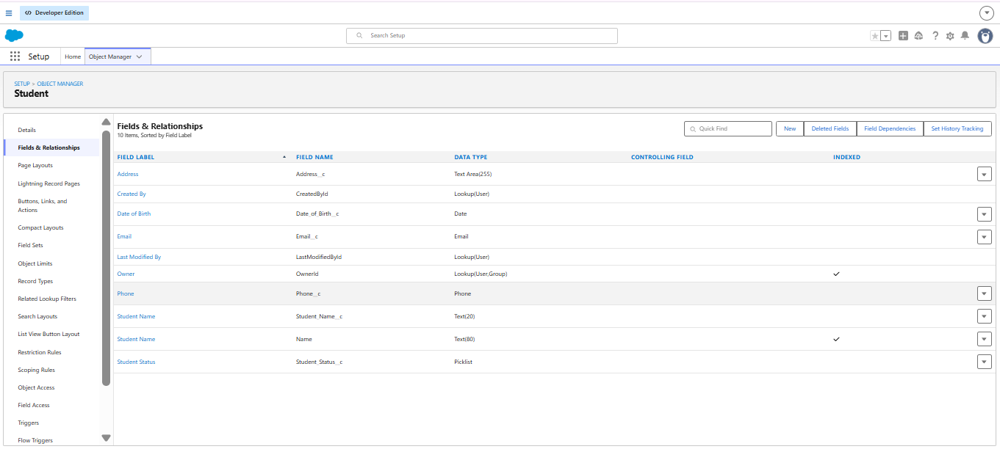 Developer Edition
Search Setup
Setup
Home
Object Manager
SETUP > OBJECT MANAGER
Student
Details
Fields & Relationships
Page Layouts
Lightning Record Pages
Buttons, Links, and
Actions
Compact Layouts
Field Sets
Object Limits
Record Types
Related Lookup Filters
Search Layouts
List View Button Layout
Restriction Rules
Scoping Rules
Object Access
Field Access
Triggers
Flow Triggers
Fields & Relationships
10 Items, Sorted by Field Label
Quick Find
New
Deleted Fields
Field Dependencies
Set History Tracking
FIELD LABEL FIELD NAME DATA TYPE CONTROLLING FIELD INDEXED
Address Address__c Text Area(255)
Created By CreatedById Lookup(User)
Date of Birth Date_of_Birth__c Date
Email Email__c Email
Last Modified By LastModifiedById Lookup(User)
Owner OwnerId Lookup(User,Group)
Phone Phone__c Phone
Student Name Student_Name__c Text(20)
Student Name Name Text(80)
Student Status Student_Status__c Picklist